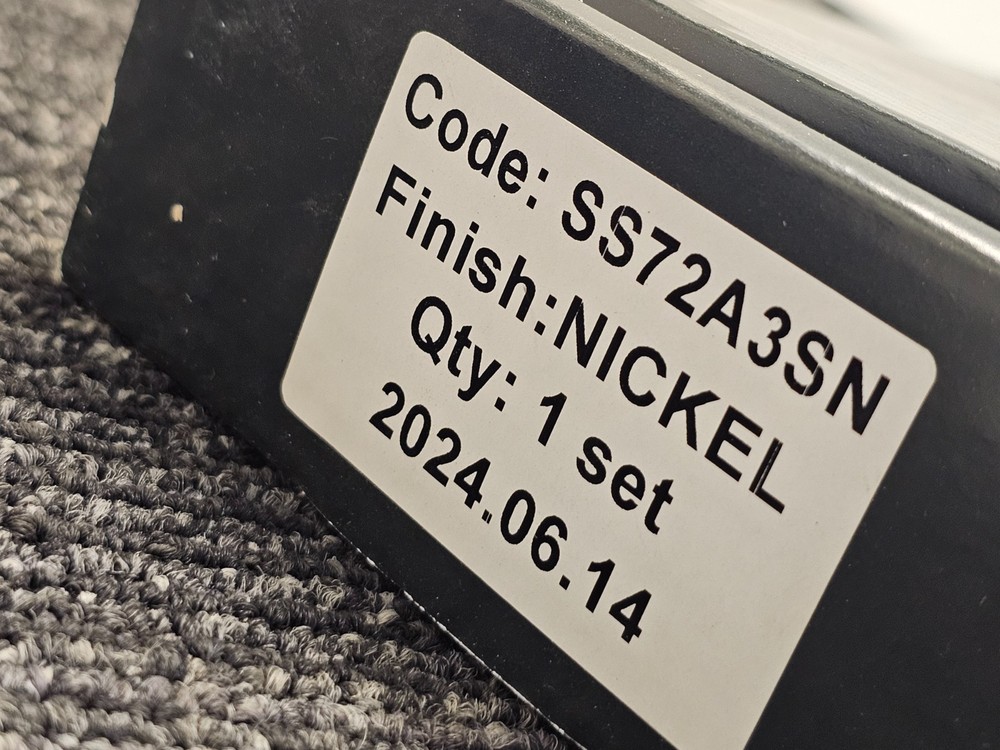 Code: SS72A3SN
Finish:NICKEL
Qty: 1 set
2024.06.14